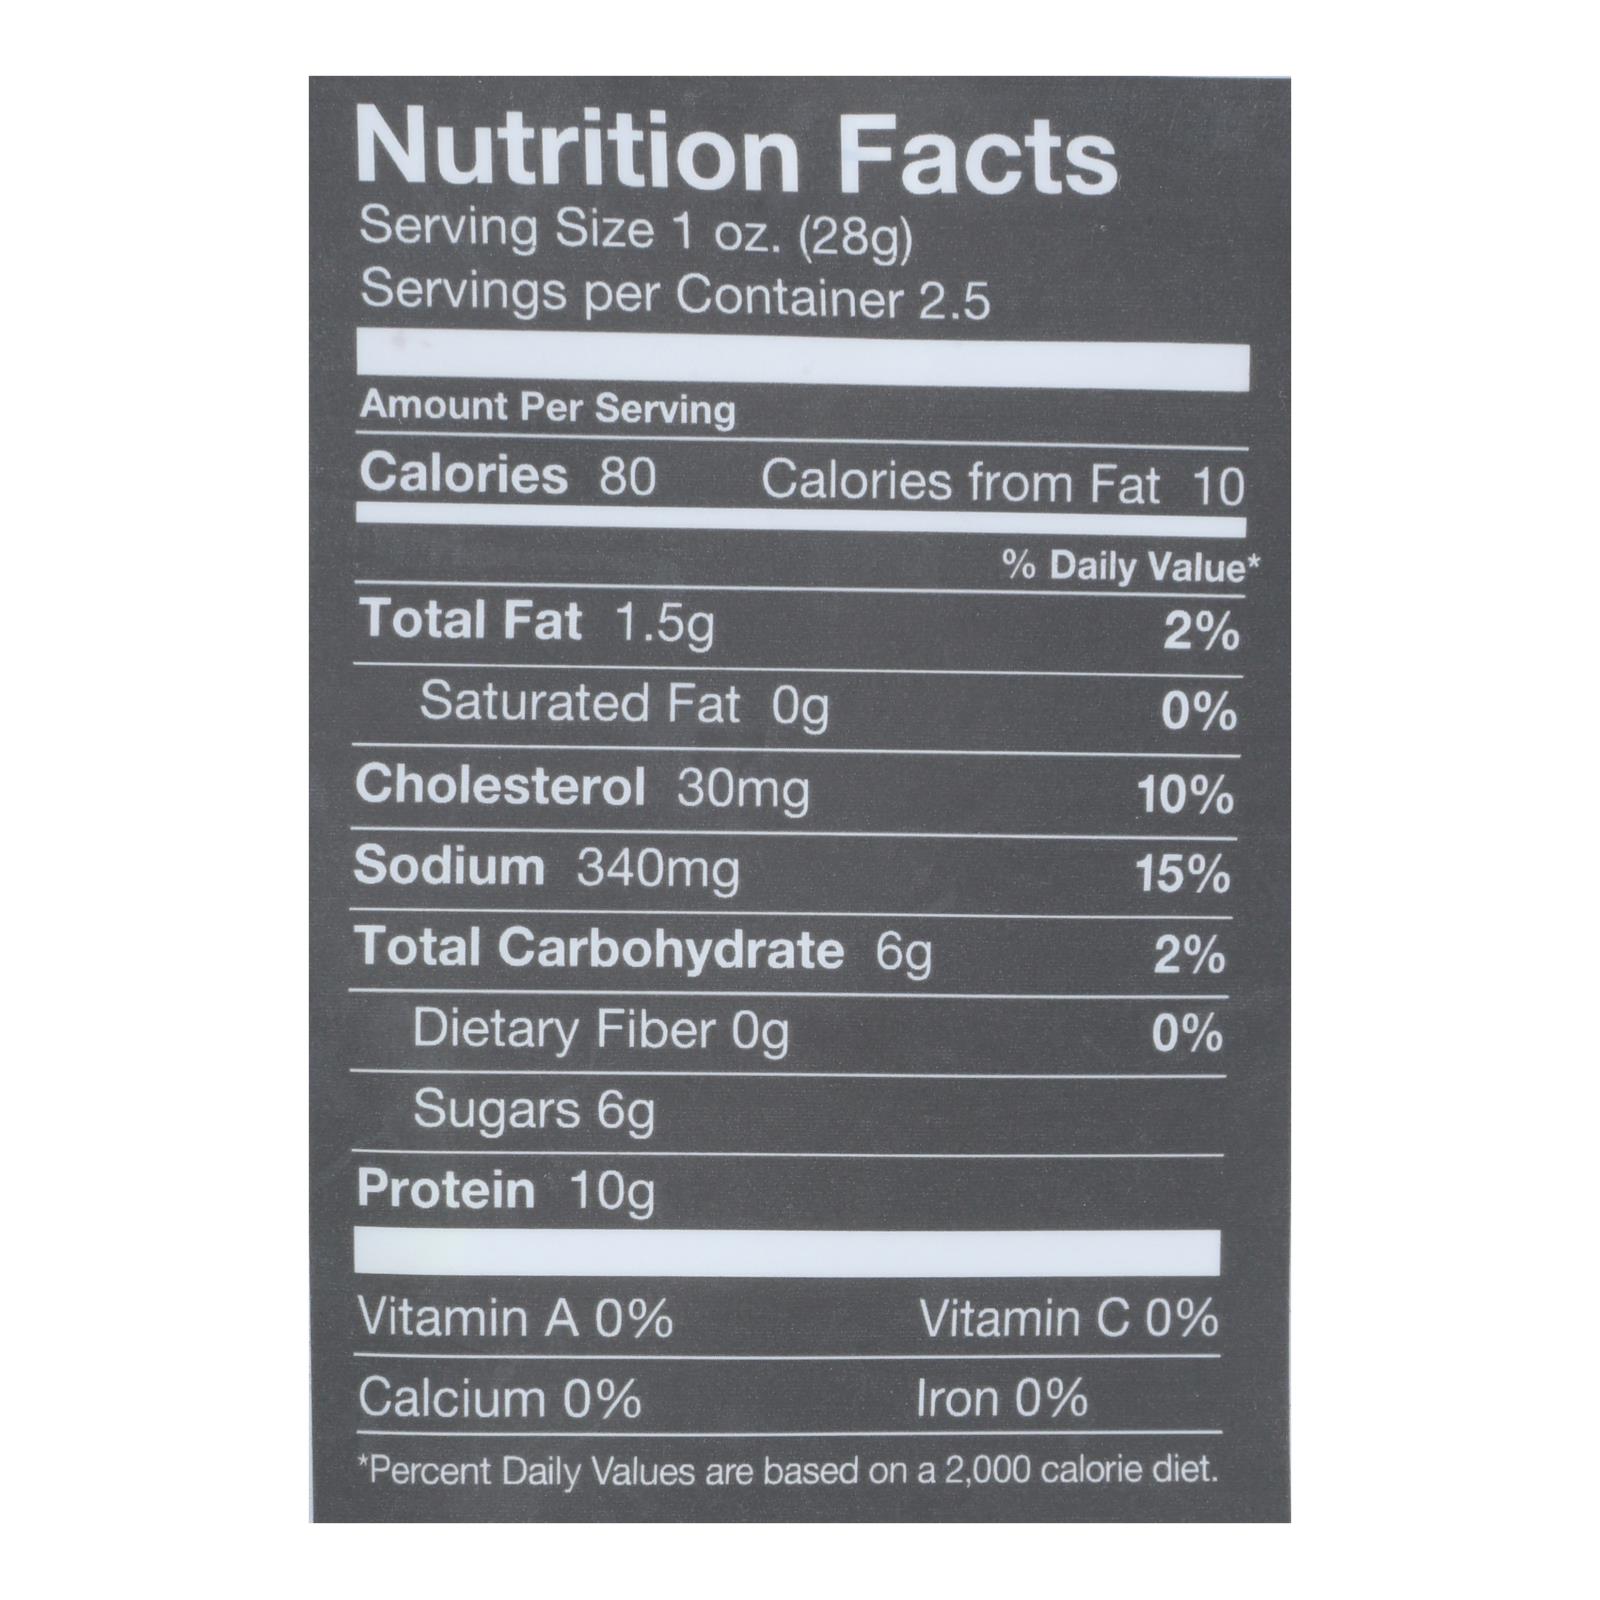 Nutrition Facts
Serving Size 1 oz. (28g)
Servings per Container 2.5
Amount Per Serving
Calories 80 Calories from Fat 10
% Daily Value*
Total Fat 1.5g 2%
Saturated Fat 0g 0%
Cholesterol 30mg 10%
Sodium 340mg 15%
Total Carbohydrate 6g 2%
Dietary Fiber 0g 0%
Sugars 6g
Protein 10g
Vitamin A 0% Vitamin C 0%
Calcium 0% Iron 0%
*Percent Daily Values are based on a 2,000 calorie diet.